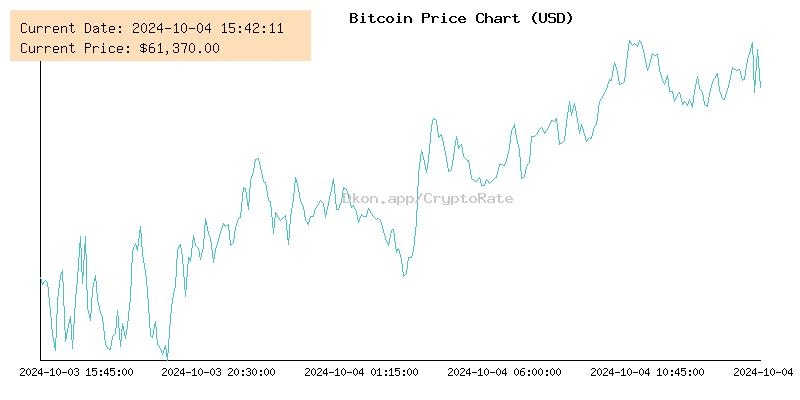 Bitcoin Price Chart (USD)
Current Date: 2024-10-04 15:42:11
Current Price: $61,370.00
Dkon.app/CryptoRate
2024-10-03 15:45:00 2024-10-03 20:30:00 2024-10-04 01:15:00 2024-10-04 06:00:00 2024-10-04 10:45:00 2024-10-04